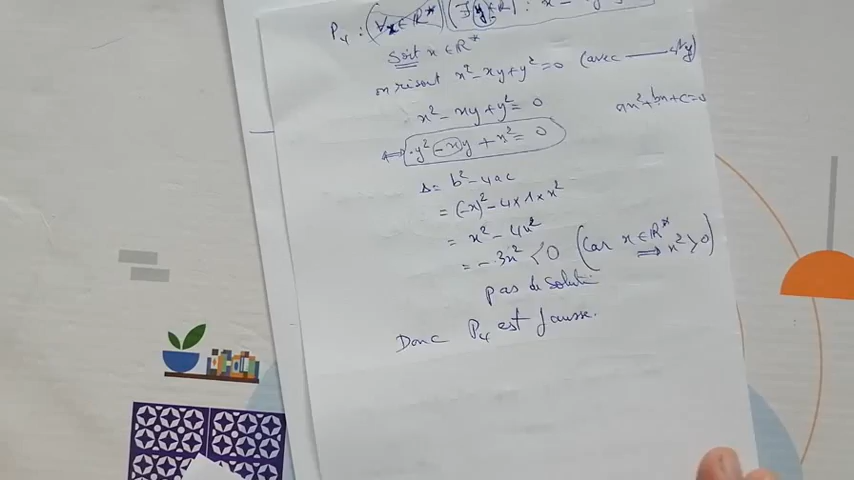 P₄ : (∀x∈ℝ*)(∃y∈ℝ) : x² - xy
Soit x ∈ ℝ*
on résout x² - xy + y² = 0 (avec
x² - xy + y² = 0
ax² + bx + c = 0
⟺ y² - xy + x² = 0
Δ = b² - 4ac
= (-x)² - 4×1×x²
= x² - 4x²
= -3x² < 0 (Car x ∈ ℝ* ⟹ x² > 0)
pas de Soluti
Donc P₄ est fausse.